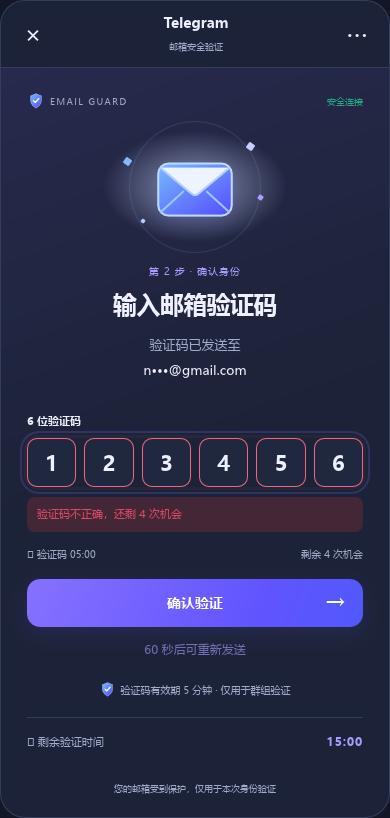 Telegram
邮箱安全验证
EMAIL GUARD
安全连接
第 2 步 · 确认身份
输入邮箱验证码
验证码已发送至
n•••@gmail.com
6 位验证码
1 2 3 4 5 6
验证码不正确，还剩 4 次机会
验证码 05:00
剩余 4 次机会
确认验证 →
60 秒后可重新发送
验证码有效期 5 分钟 · 仅用于群组验证
剩余验证时间
15:00
您的邮箱受到保护，仅用于本次身份验证